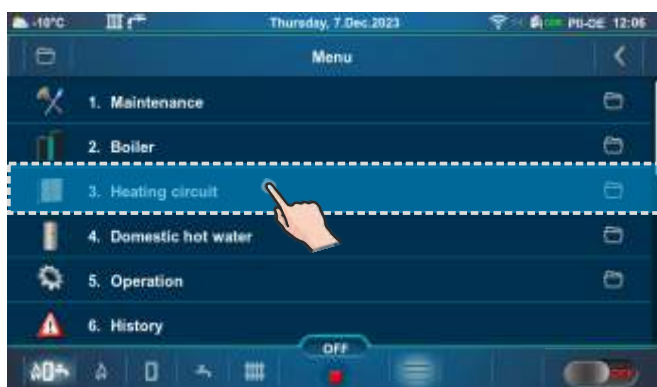 -10°C Thursday, 7.Dec.2023 PU-OE 12:06
Menu
1. Maintenance
2. Boiler
3. Heating circuit
4. Domestic hot water
5. Operation
6. History
OFF